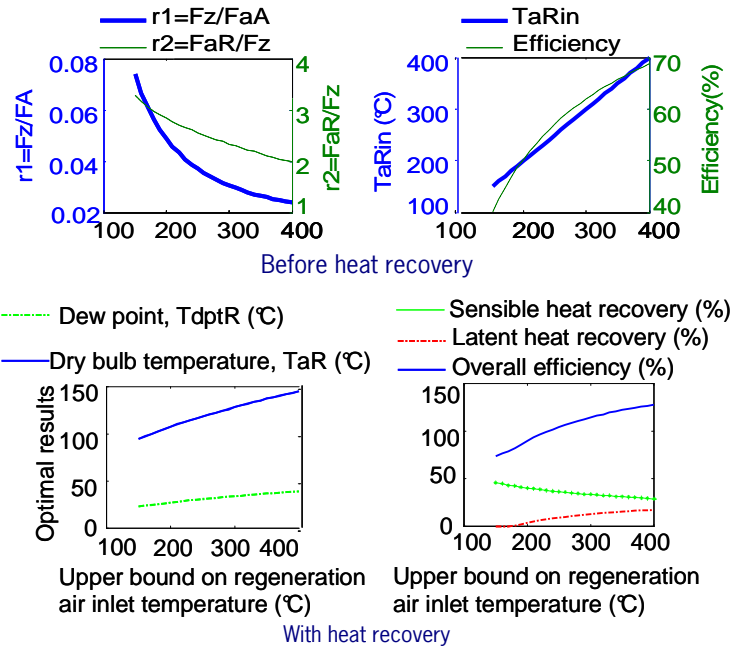 r1=Fz/FaA
r2=FaR/Fz
0.08
0.06
0.04
0.02
r1=Fz/FA
4
3
2
1
r2=FaR/Fz
100 200 300 400
TaRin
Efficiency
400
300
200
100
TaRin (°C)
70
60
50
40
Efficiency(%)
100 200 300 400
Before heat recovery
Dew point, TdptR (°C)
Dry bulb temperature, TaR (°C)
150
100
50
0
Optimal results
100 200 300 400
Upper bound on regeneration
air inlet temperature (°C)
Sensible heat recovery (%)
Latent heat recovery (%)
Overall efficiency (%)
150
100
50
0
100 200 300 400
Upper bound on regeneration
air inlet temperature (°C)
With heat recovery